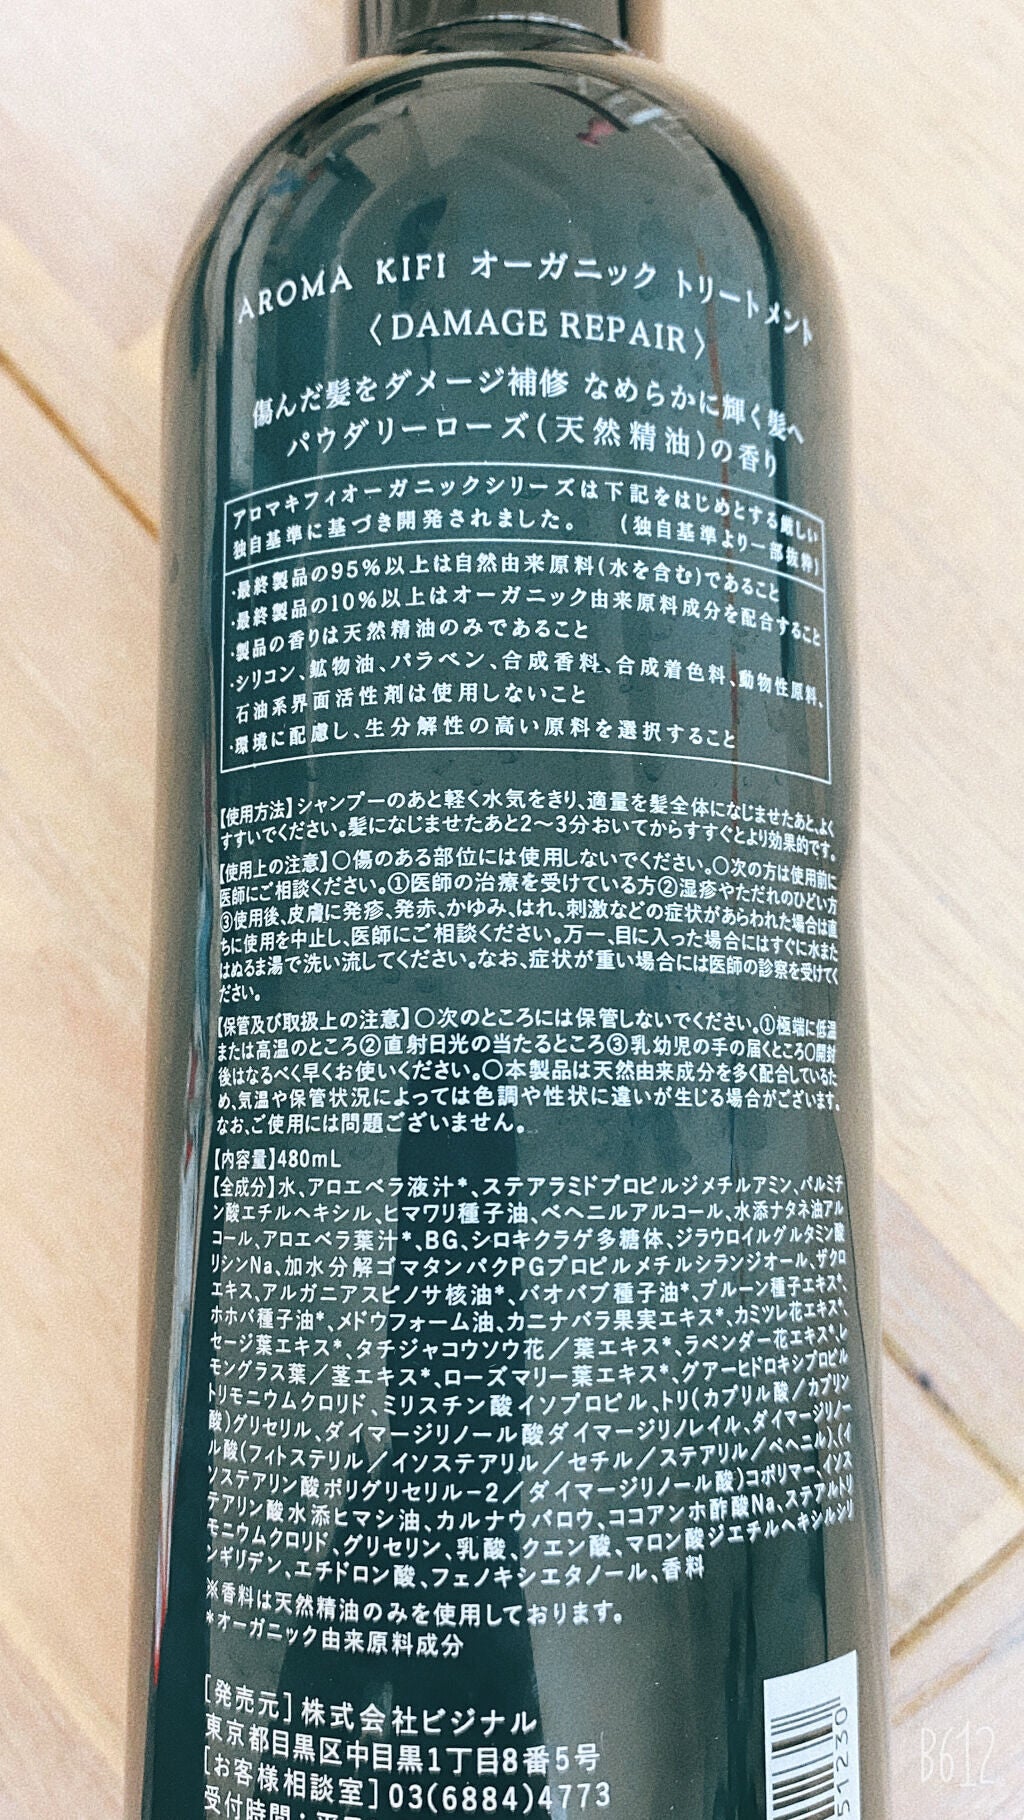 AROMA KIFI オーガニック トリートメント
〈DAMAGE REPAIR〉
傷んだ髪をダメージ補修 なめらかに輝く髪へ
パウダリーローズ(天然精油)の香り
アロマキフィオーガニックシリーズは下記をはじめとする厳しい
独自基準に基づき開発されました。 (独自基準より一部抜粋)
・最終製品の95%以上は自然由来原料(水を含む)であること
・最終製品の10%以上はオーガニック由来原料成分を配合すること
・製品の香りは天然精油のみであること
・シリコン、鉱物油、パラベン、合成香料、合成着色料、動物性原料、
石油系界面活性剤は使用しないこと
・環境に配慮し、生分解性の高い原料を選択すること
【使用方法】シャンプーのあと軽く水気をきり、適量を髪全体になじませたあと、よく
すすいでください。髪になじませたあと2〜3分おいてからすすぐとより効果的です。
【使用上の注意】〇傷のある部位には使用しないでください。〇次の方は使用前に
医師にご相談ください。①医師の治療を受けている方②湿疹やただれのひどい方
③使用後、皮膚に発疹、発赤、かゆみ、はれ、刺激などの症状があらわれた場合は直
ちに使用を中止し、医師にご相談ください。万一、目に入った場合にはすぐに水また
はぬるま湯で洗い流してください。なお、症状が重い場合には医師の診察を受けてく
ださい。
【保管及び取扱上の注意】〇次のところには保管しないでください。①極端に低温
または高温のところ②直射日光の当たるところ③乳幼児の手の届くところ〇開封
後はなるべく早くお使いください。〇本製品は天然由来成分を多く配合しているた
め、気温や保管状況によっては色調や性状に違いが生じる場合がございます。
なお、ご使用には問題ございません。
【内容量】480mL
【全成分】水、アロエベラ液汁*、ステアラミドプロピルジメチルアミン、パルミチ
ン酸エチルヘキシル、ヒマワリ種子油、ベヘニルアルコール、水添ナタネ油アル
コール、アロエベラ葉汁*、BG、シロキクラゲ多糖体、ジラウロイルグルタミン酸
リシンNa、加水分解ゴマタンパクPGプロピルメチルシランジオール、ザクロ
エキス、アルガニアスピノサ核油*、バオバブ種子油*、プルーン種子エキス*、
ホホバ種子油*、メドウフォーム油、カニナバラ果実エキス*、カミツレ花エキス*、
セージ葉エキス*、タチジャコウソウ花／葉エキス*、ラベンダー花エキス*、レ
モングラス葉／茎エキス*、ローズマリー葉エキス*、グアーヒドロキシプロピル
トリモニウムクロリド、ミリスチン酸イソプロピル、トリ(カプリル酸／カプリン
酸)グリセリル、ダイマージリノール酸ダイマージリノレイル、ダイマージリノー
ル酸(フィトステリル／イソステアリル／セチル／ステアリル／ベヘニル)、(イ
ソステアリン酸ポリグリセリル-2／ダイマージリノール酸)コポリマー、イソス
テアリン酸水添ヒマシ油、カルナウバロウ、ココアンホ酢酸Na、ステアルトリ
モニウムクロリド、グリセリン、乳酸、クエン酸、マロン酸ジエチルヘキシルシリ
ンギリデン、エチドロン酸、フェノキシエタノール、香料
※香料は天然精油のみを使用しております。
*オーガニック由来原料成分
[発売元]株式会社ビジナル
東京都目黒区中目黒1丁目8番5号
[お客様相談室]03(6884)4773
受付時間：平
51230
B612